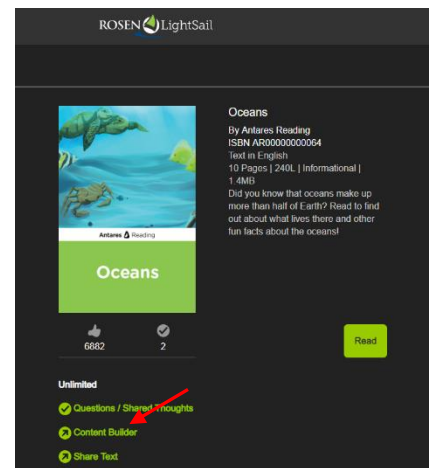 ROSEN LightSail
Oceans
By Antares Reading
ISBN AR00000000064
Text in English
10 Pages | 240L | Informational |
1.4MB
Did you know that oceans make up
more than half of Earth? Read to find
out about what lives there and other
fun facts about the oceans!
Antares Reading
Oceans
6882
2
Read
Unlimited
Questions / Shared Thoughts
Content Builder
Share Text